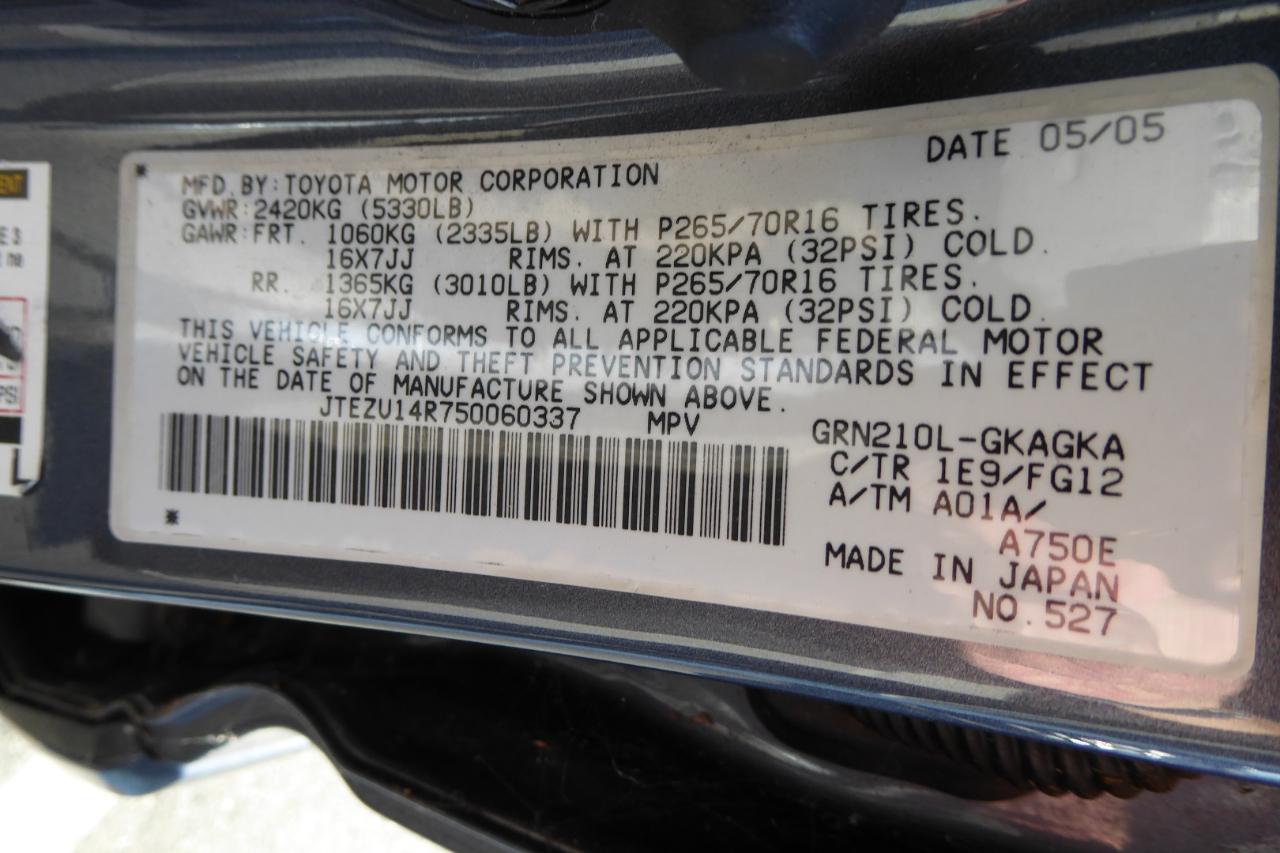 DATE 05/05
MFD. BY: TOYOTA MOTOR CORPORATION
GVWR: 2420KG (5330LB)
GAWR: FRT. 1060KG (2335LB) WITH P265/70R16 TIRES.
16X7JJ RIMS. AT 220KPA (32PSI) COLD.
RR. 1365KG (3010LB) WITH P265/70R16 TIRES.
16X7JJ RIMS. AT 220KPA (32PSI) COLD.
THIS VEHICLE CONFORMS TO ALL APPLICABLE FEDERAL MOTOR
VEHICLE SAFETY AND THEFT PREVENTION STANDARDS IN EFFECT
ON THE DATE OF MANUFACTURE SHOWN ABOVE.
JTEZU14R750060337 MPV
GRN210L-GKAGKA
C/TR 1E9/FG12
A/TM A01A/
A750E
MADE IN JAPAN
NO. 527
PSI